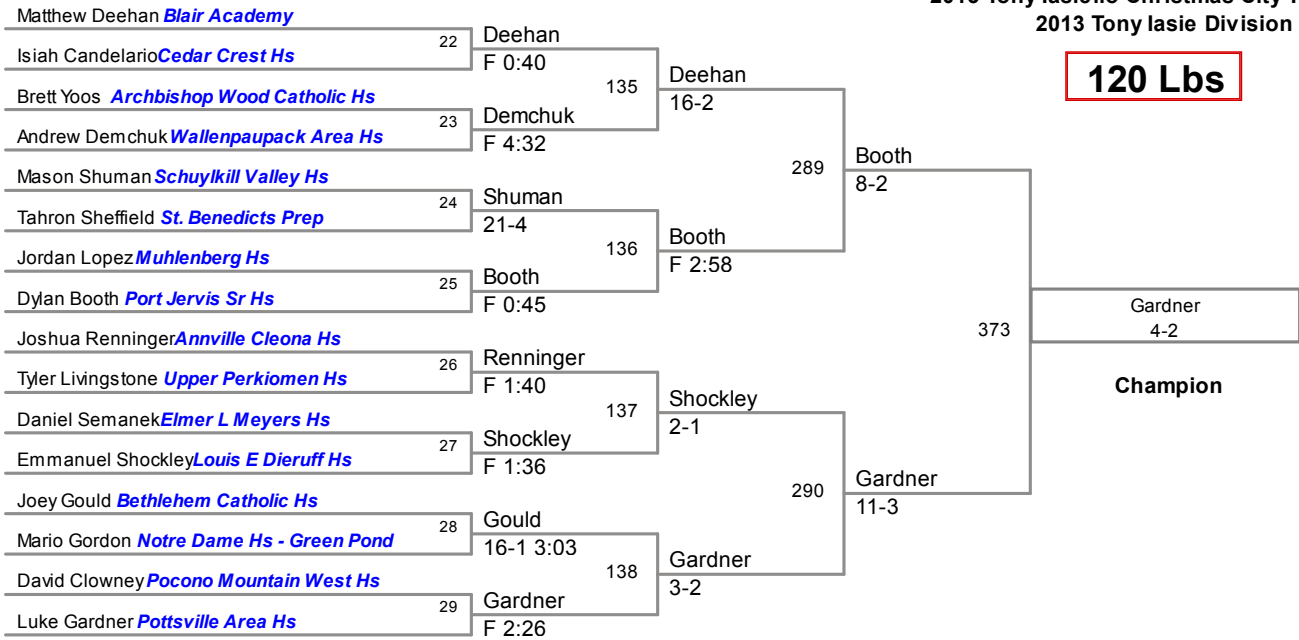 2013 Tony Iasiello Christmas City
2013 Tony Iasie Division
120 Lbs
Matthew Deehan Blair Academy
22
Isiah Candelario Cedar Crest Hs
Deehan
F 0:40
Brett Yoos Archbishop Wood Catholic Hs
23
Andrew Demchuk Wallenpaupack Area Hs
Demchuk
F 4:32
135
Deehan
16-2
Mason Shuman Schuylkill Valley Hs
24
Tahron Sheffield St. Benedicts Prep
Shuman
21-4
Jordan Lopez Muhlenberg Hs
25
Dylan Booth Port Jervis Sr Hs
Booth
F 0:45
136
Booth
F 2:58
289
Booth
8-2
Joshua Renninger Annville Cleona Hs
26
Tyler Livingstone Upper Perkiomen Hs
Renninger
F 1:40
Daniel Semanek Elmer L Meyers Hs
27
Emmanuel Shockley Louis E Dieruff Hs
Shockley
F 1:36
137
Shockley
2-1
Joey Gould Bethlehem Catholic Hs
28
Mario Gordon Notre Dame Hs - Green Pond
Gould
16-1 3:03
David Clowney Pocono Mountain West Hs
29
Luke Gardner Pottsville Area Hs
Gardner
F 2:26
138
Gardner
3-2
290
Gardner
11-3
373
Gardner
4-2
Champion